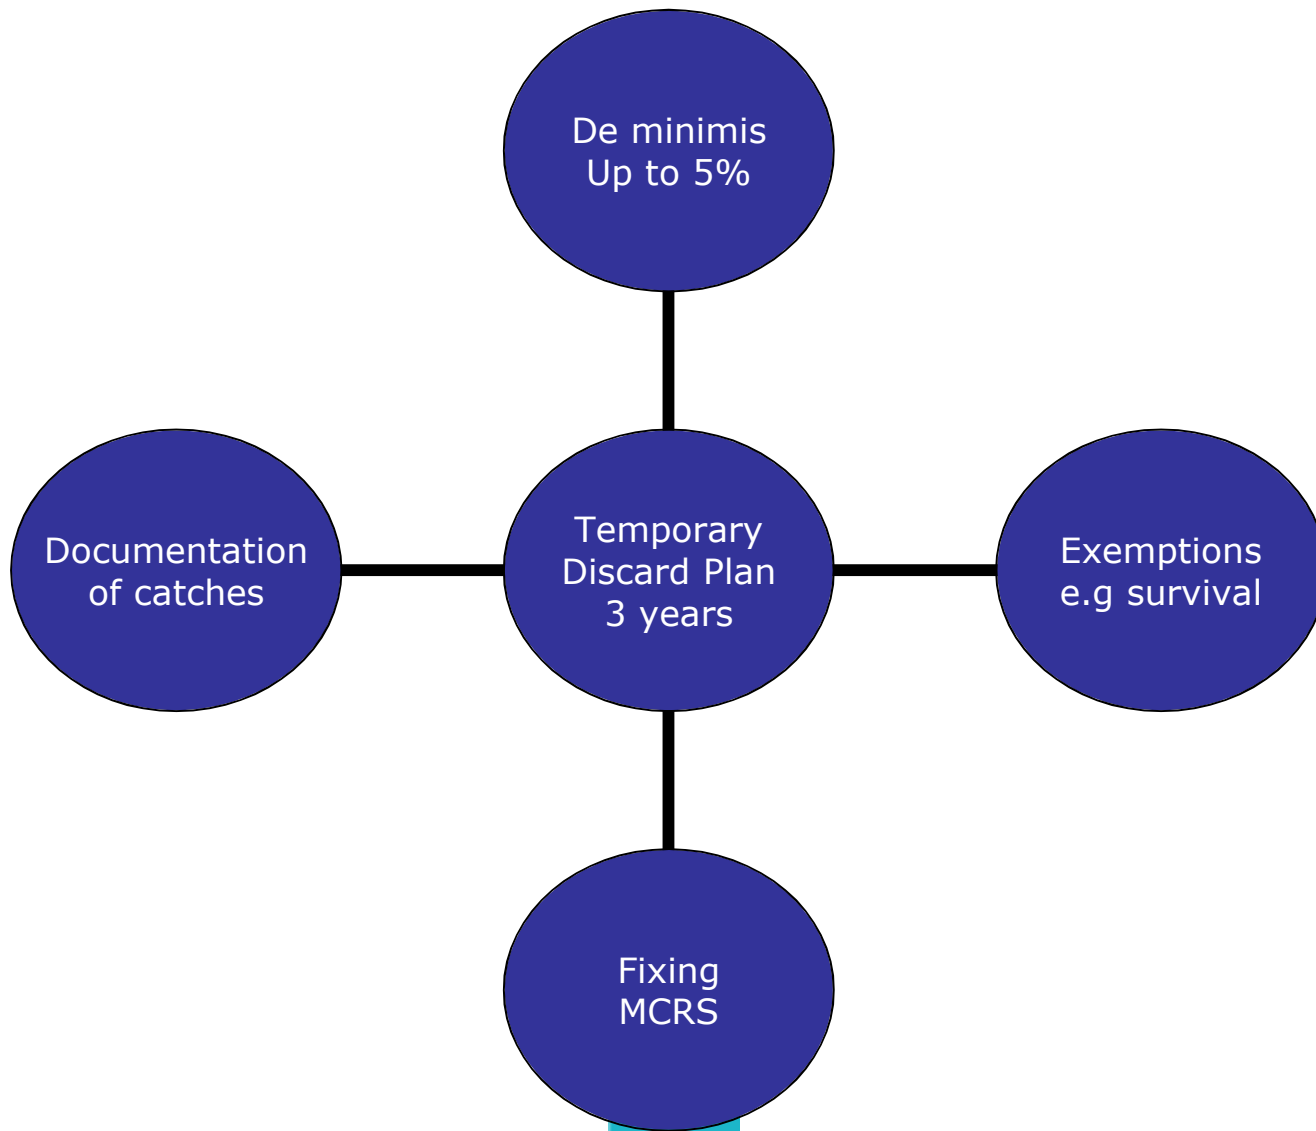 De minimis
Up to 5%
Documentation
of catches
Temporary
Discard Plan
3 years
Exemptions
e.g survival
Fixing
MCRS